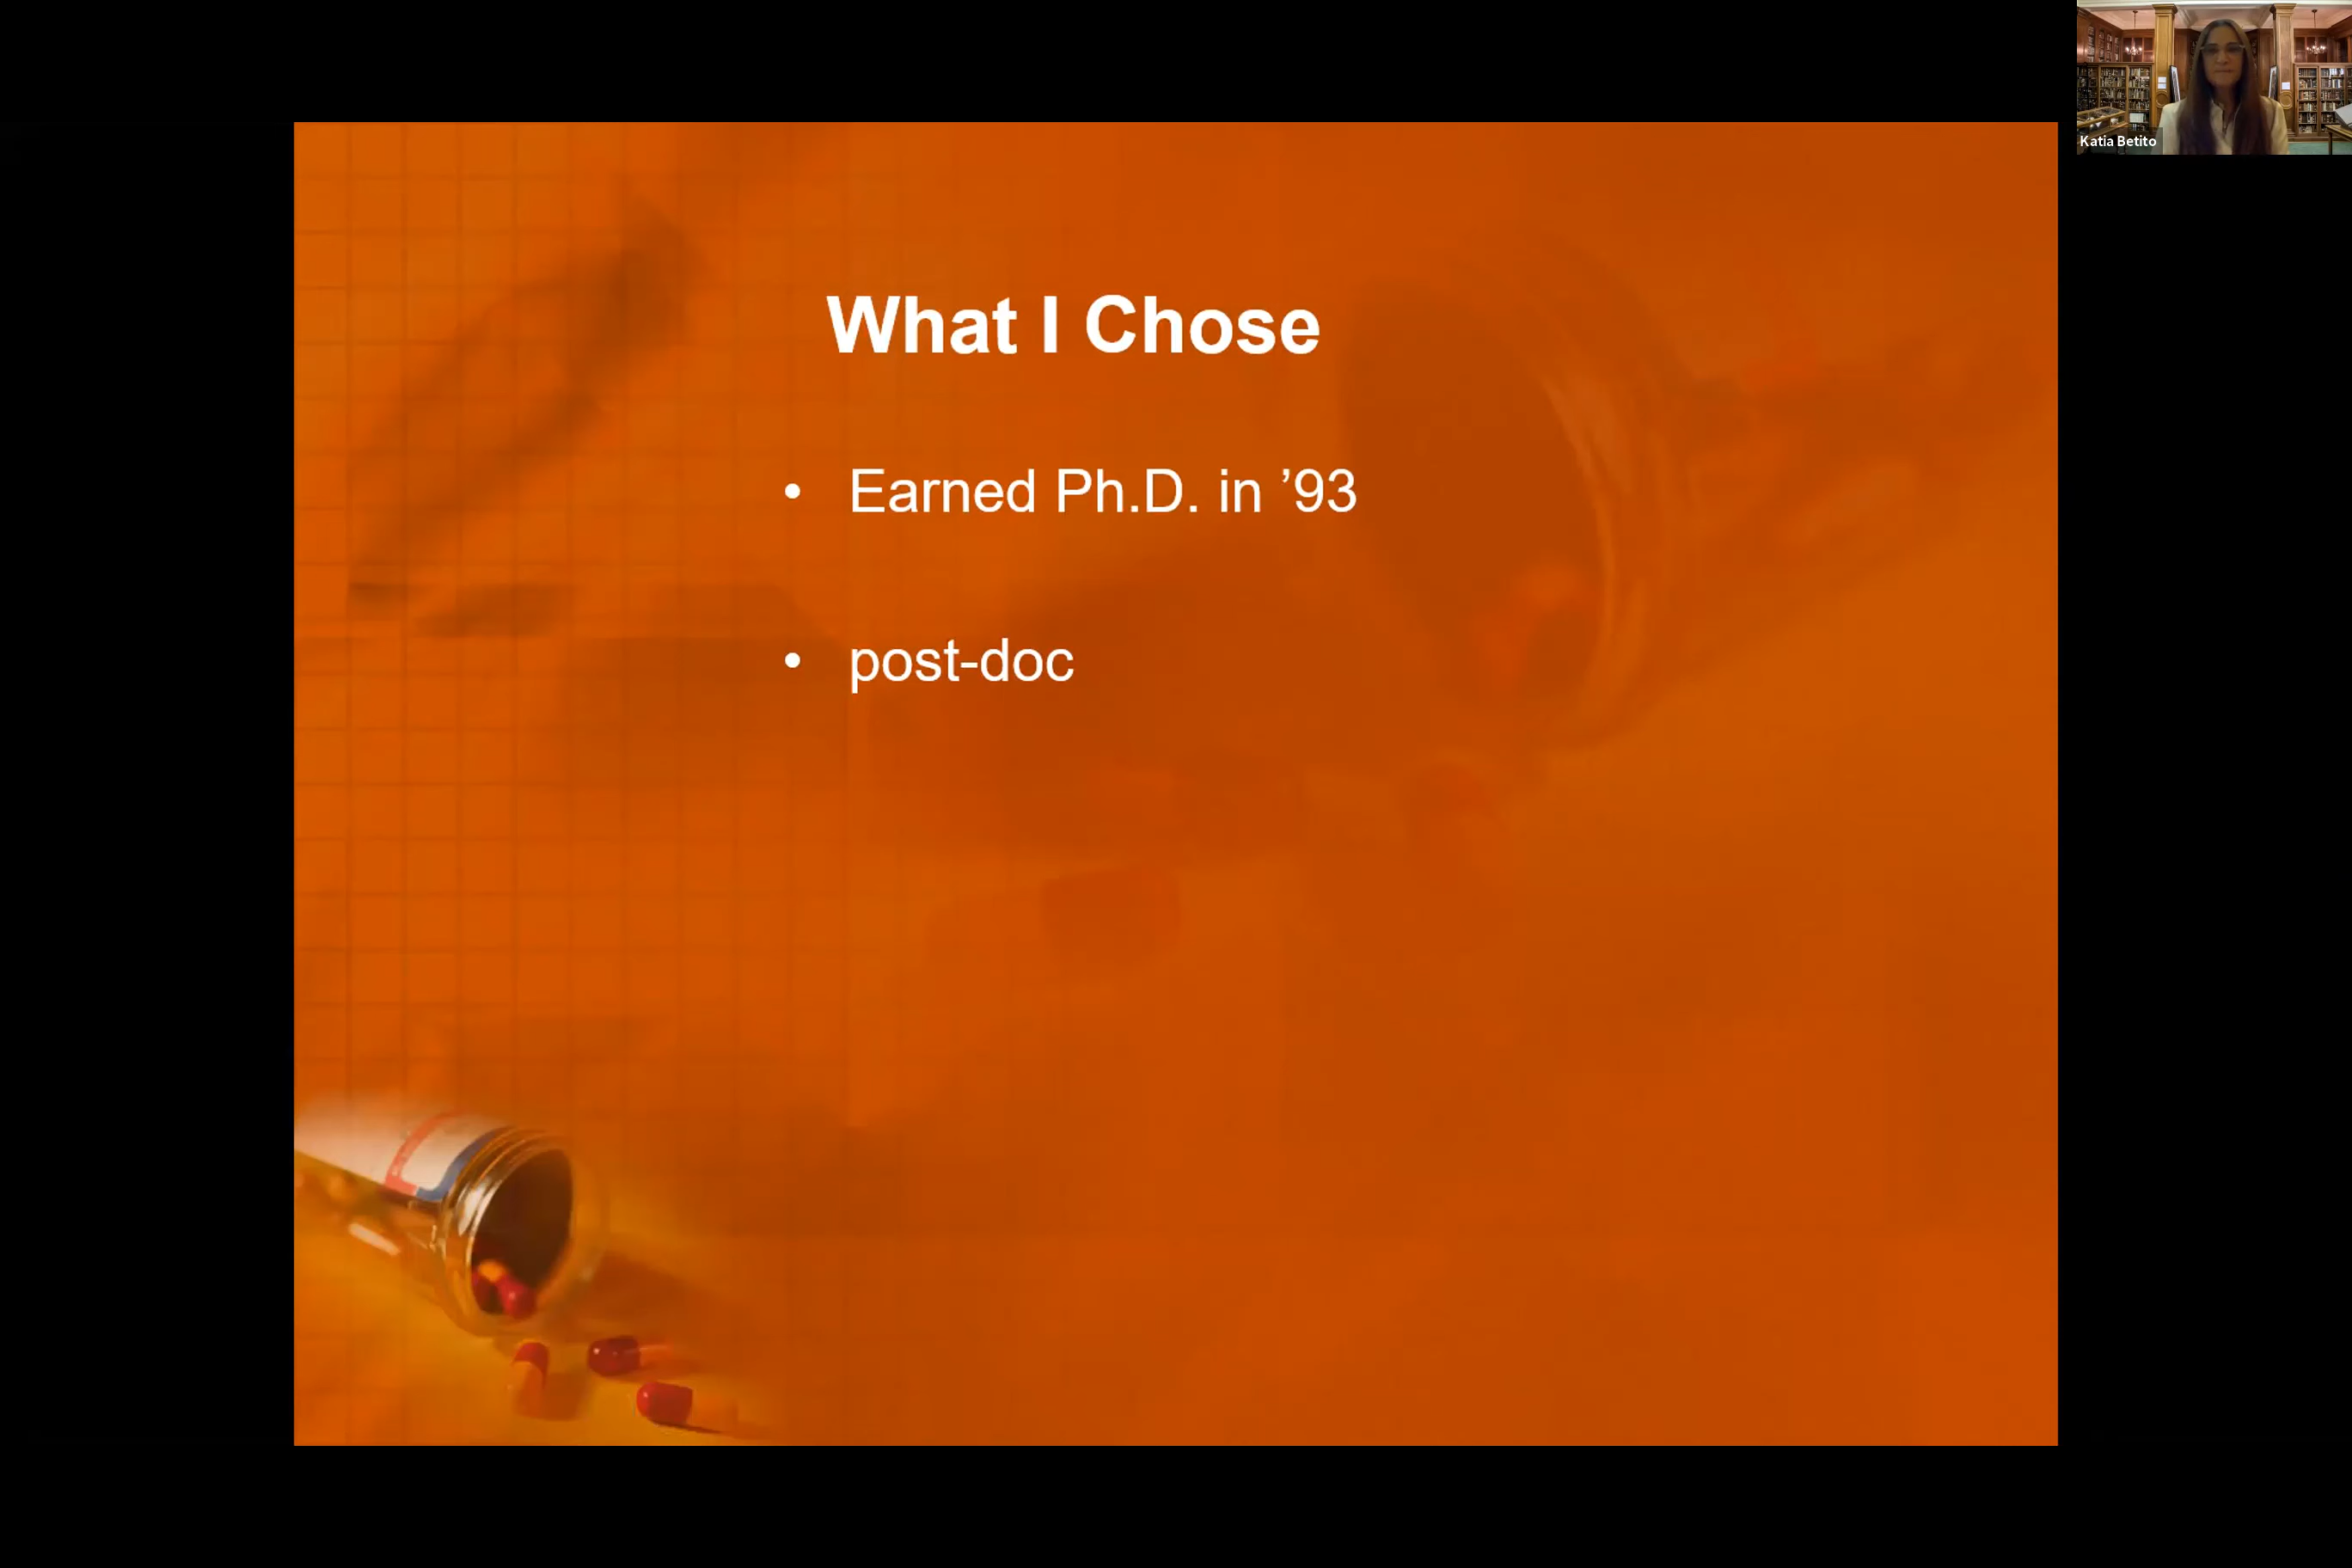 What I Chose
• Earned Ph.D. in ’93
• post-doc
Katia Betito